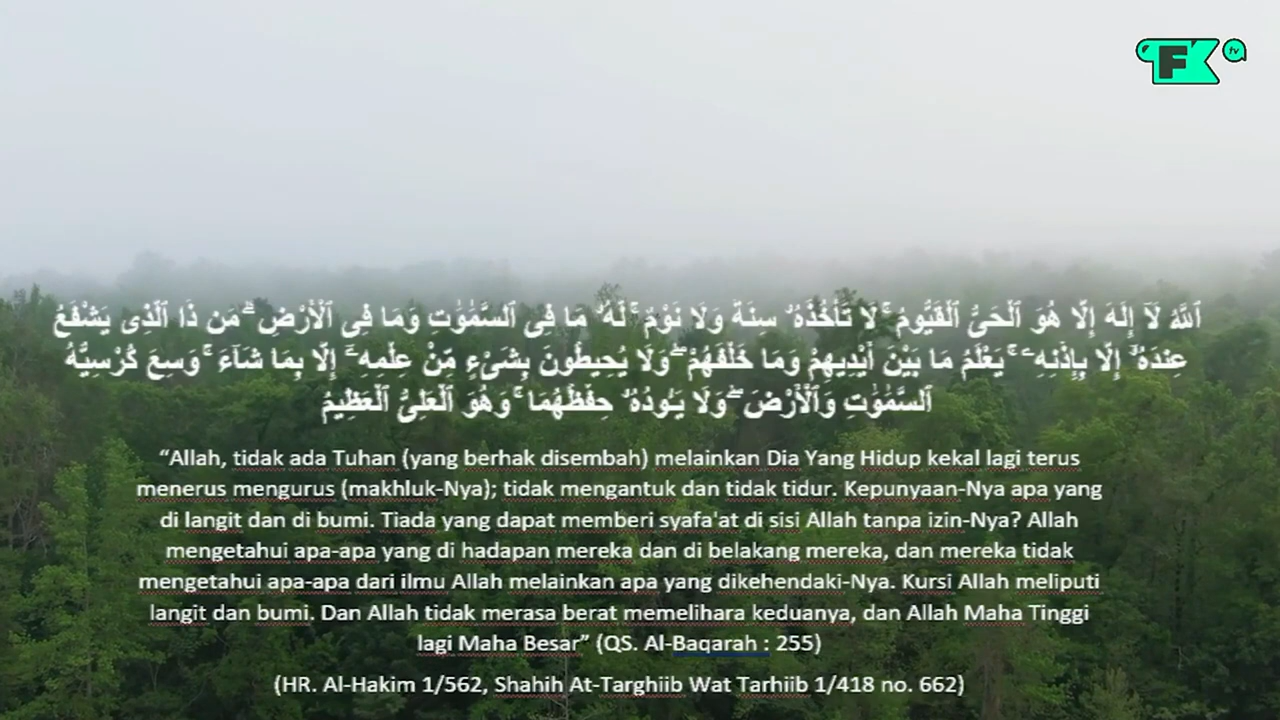 FK tv
ٱللَّهُ لَآ إِلَٰهَ إِلَّا هُوَ ٱلْحَىُّ ٱلْقَيُّومُ ۚ لَا تَأْخُذُهُۥ سِنَةٌ وَلَا نَوْمٌ ۚ لَّهُۥ مَا فِى ٱلسَّمَٰوَٰتِ وَمَا فِى ٱلْأَرْضِ ۗ مَن ذَا ٱلَّذِى يَشْفَعُ
عِندَهُۥٓ إِلَّا بِإِذْنِهِۦ ۚ يَعْلَمُ مَا بَيْنَ أَيْدِيهِمْ وَمَا خَلْفَهُمْ ۖ وَلَا يُحِيطُونَ بِشَىْءٍ مِّنْ عِلْمِهِۦٓ إِلَّا بِمَا شَآءَ ۚ وَسِعَ كُرْسِيُّهُ
ٱلسَّمَٰوَٰتِ وَٱلْأَرْضَ ۖ وَلَا يَـُٔودُهُۥ حِفْظُهُمَا ۚ وَهُوَ ٱلْعَلِىُّ ٱلْعَظِيمُ
“Allah, tidak ada Tuhan (yang berhak disembah) melainkan Dia Yang Hidup kekal lagi terus
menerus mengurus (makhluk-Nya); tidak mengantuk dan tidak tidur. Kepunyaan-Nya apa yang
di langit dan di bumi. Tiada yang dapat memberi syafa'at di sisi Allah tanpa izin-Nya? Allah
mengetahui apa-apa yang di hadapan mereka dan di belakang mereka, dan mereka tidak
mengetahui apa-apa dari ilmu Allah melainkan apa yang dikehendaki-Nya. Kursi Allah meliputi
langit dan bumi. Dan Allah tidak merasa berat memelihara keduanya, dan Allah Maha Tinggi
lagi Maha Besar” (QS. Al-Baqarah : 255)
(HR. Al-Hakim 1/562, Shahih At-Targhiib Wat Tarhiib 1/418 no. 662)